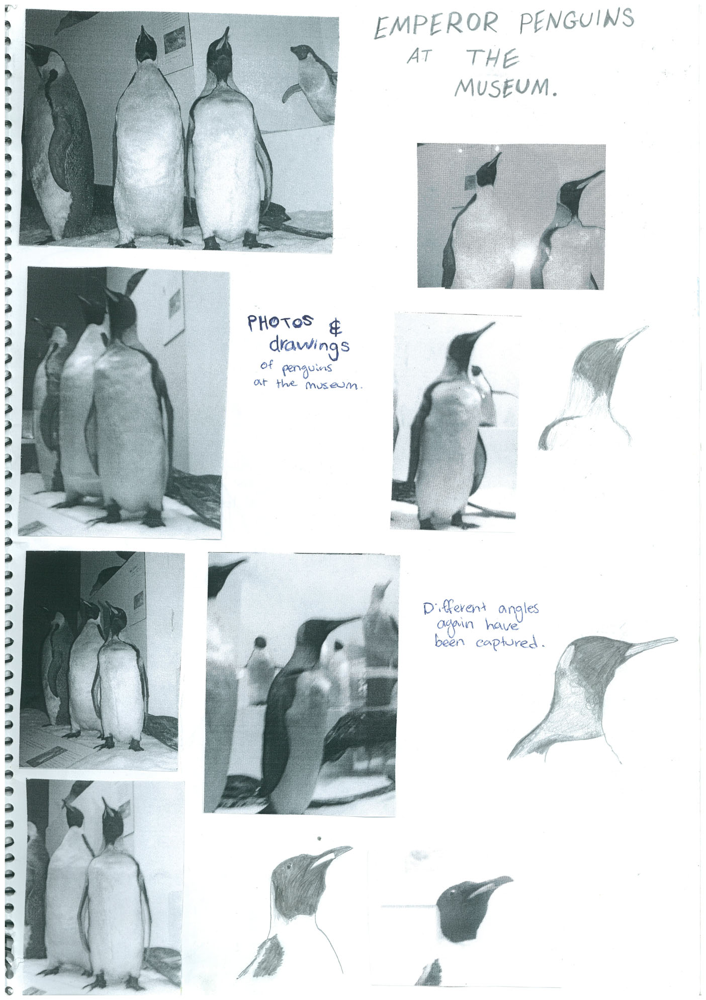 EMPEROR PENGUINS
AT THE
MUSEUM.
PHOTOS &
drawings
of penguins
at the museum.
Different angles
again have
been captured.